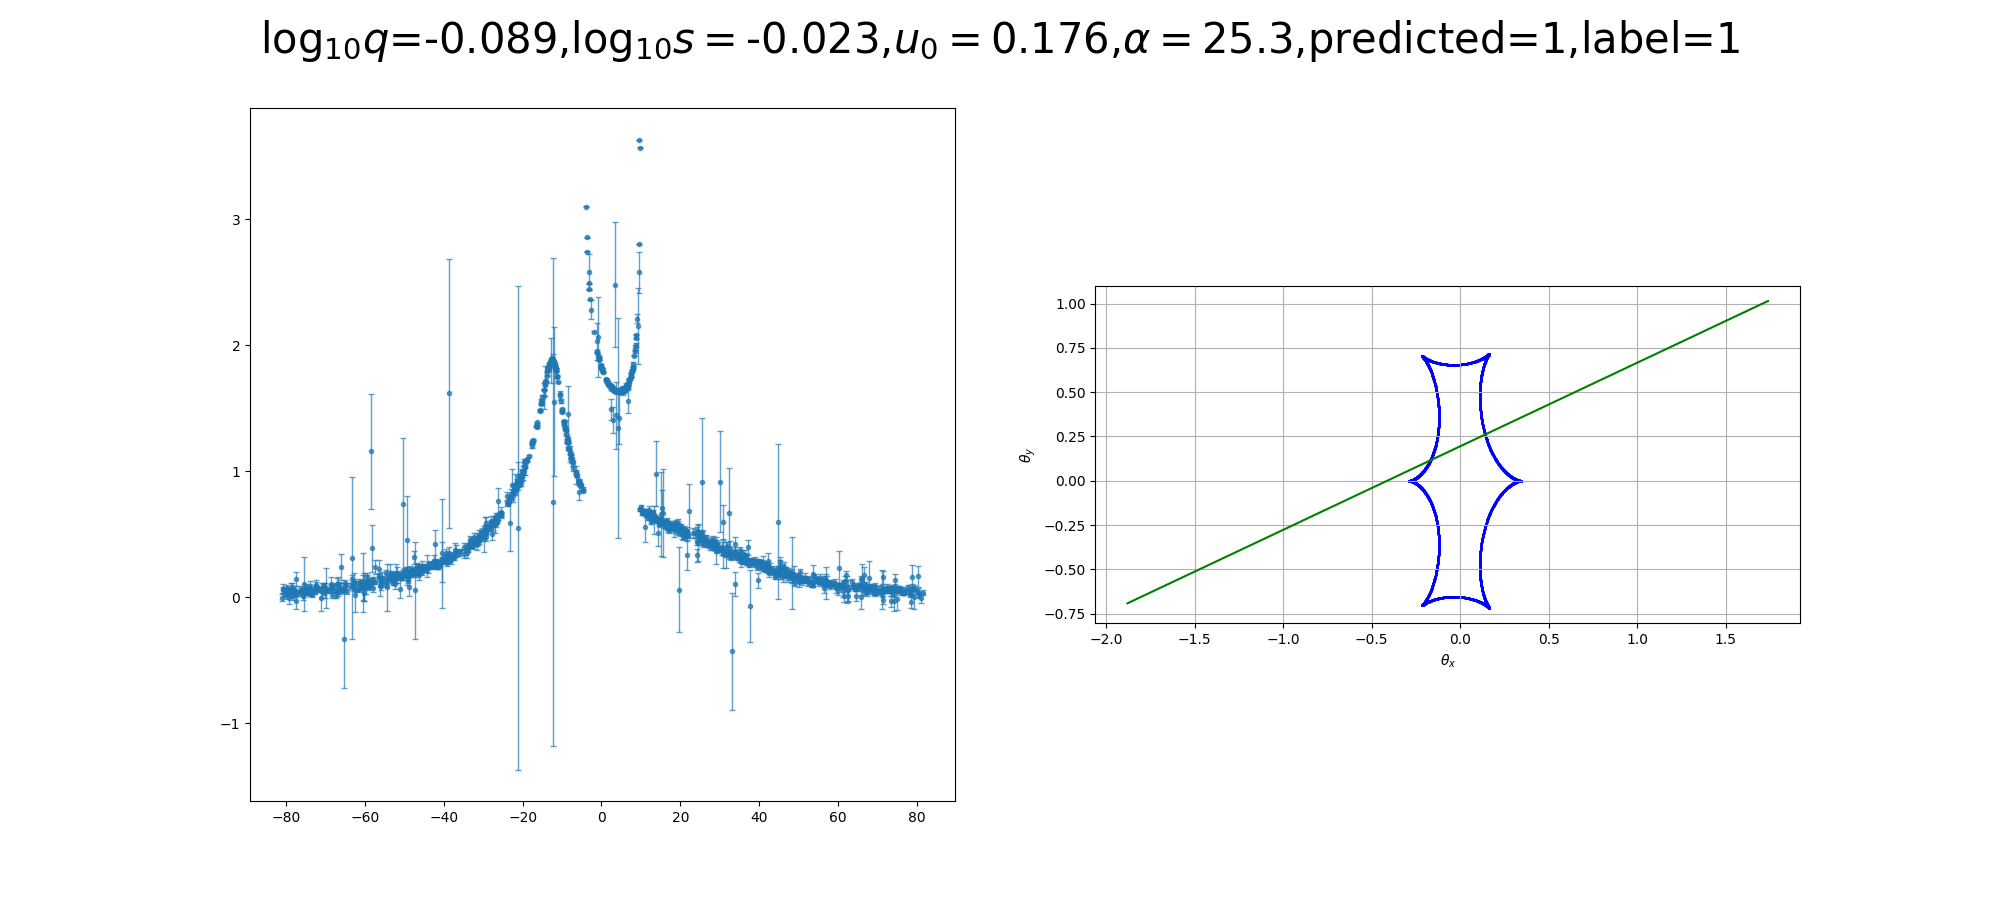 log₁₀q=-0.089,log₁₀s = -0.023,u₀ = 0.176,α = 25.3,predicted=1,label=1
3
2
1
0
−1
−80 −60 −40 −20 0 20 40 60 80
1.00
0.75
0.50
0.25
0.00
−0.25
−0.50
−0.75
θy
−2.0 −1.5 −1.0 −0.5 0.0 0.5 1.0 1.5
θx